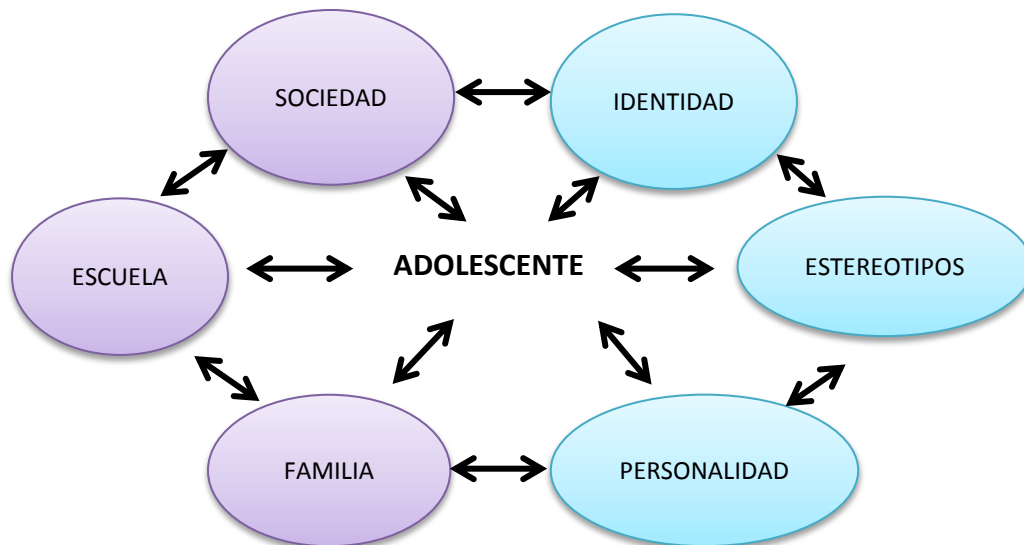 SOCIEDAD
IDENTIDAD
ESCUELA
ADOLESCENTE
ESTEREOTIPOS
FAMILIA
PERSONALIDAD